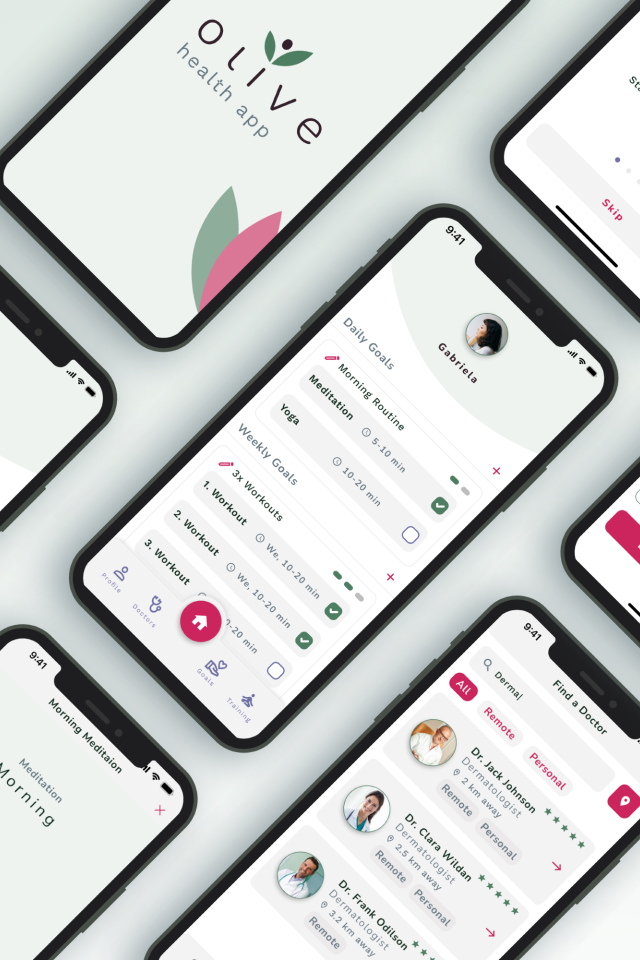 Olive
health app
Skip
9:41
Gabriela
Daily Goals
Morning Routine
Meditation
5-10 min
Yoga
10-20 min
Weekly Goals
3x Workouts
1. Workout
We, 10-20 min
2. Workout
We, 10-20 min
3. Workout
Profile
Doctors
Goals
Training
9:41
Morning Meditaion
Meditation
Morning
9:41
Find a Doctor
Dermal
All
Remote
Personal
Dr. Jack Johnson
Dermatologist
2 km away
Remote
Personal
Dr. Clara Wildan
Dermatologist
2.5 km away
Remote
Personal
Dr. Frank Odilson
Dermatologist
3.2 km away
Remote